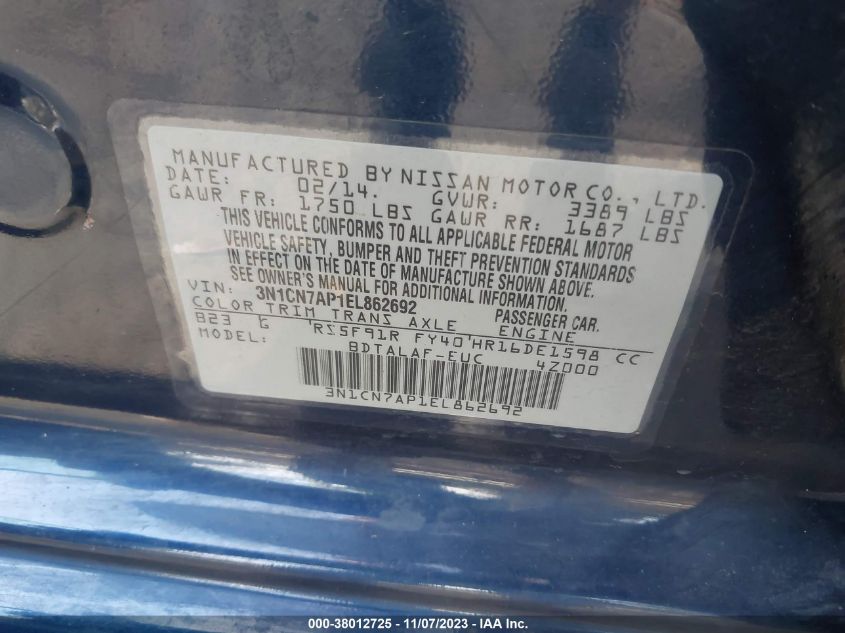 MANUFACTURED BY NISSAN MOTOR CO., LTD.
DATE: 02/14. GVWR: 3389 LBS
GAWR FR: 1750 LBS GAWR RR: 1687 LBS
THIS VEHICLE CONFORMS TO ALL APPLICABLE FEDERAL MOTOR
VEHICLE SAFETY, BUMPER AND THEFT PREVENTION STANDARDS
IN EFFECT ON THE DATE OF MANUFACTURE SHOWN ABOVE.
SEE OWNER'S MANUAL FOR ADDITIONAL INFORMATION.
VIN: 3N1CN7AP1EL862692 PASSENGER CAR.
COLOR TRIM TRANS AXLE ENGINE
B23 G RS5F91R FY40 HR16DE1598 CC
MODEL: BDTALAF-EUC 4Z000
3N1CN7AP1EL862692
000-38012725 - 11/07/2023 - IAAI.com